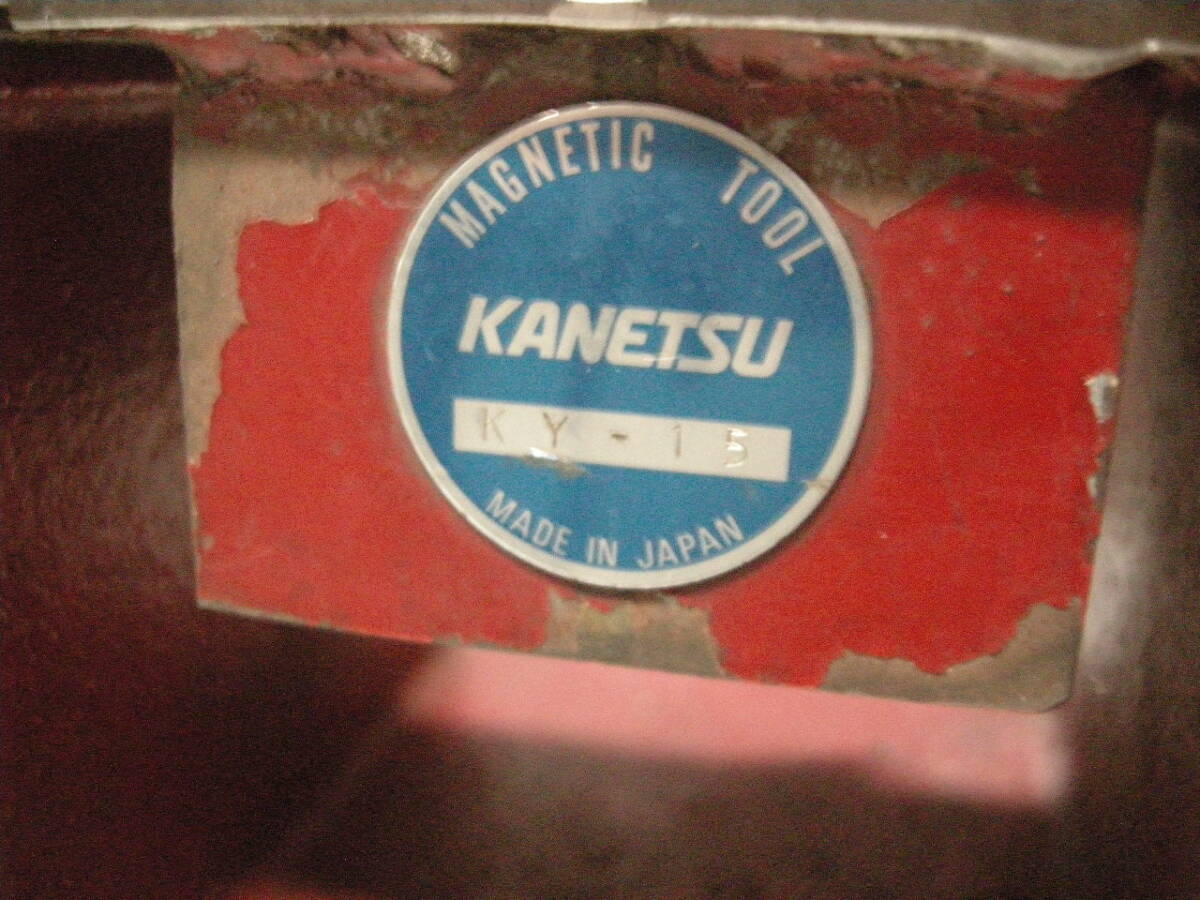 MAGNETIC TOOL
KANETSU
KY-15
MADE IN JAPAN